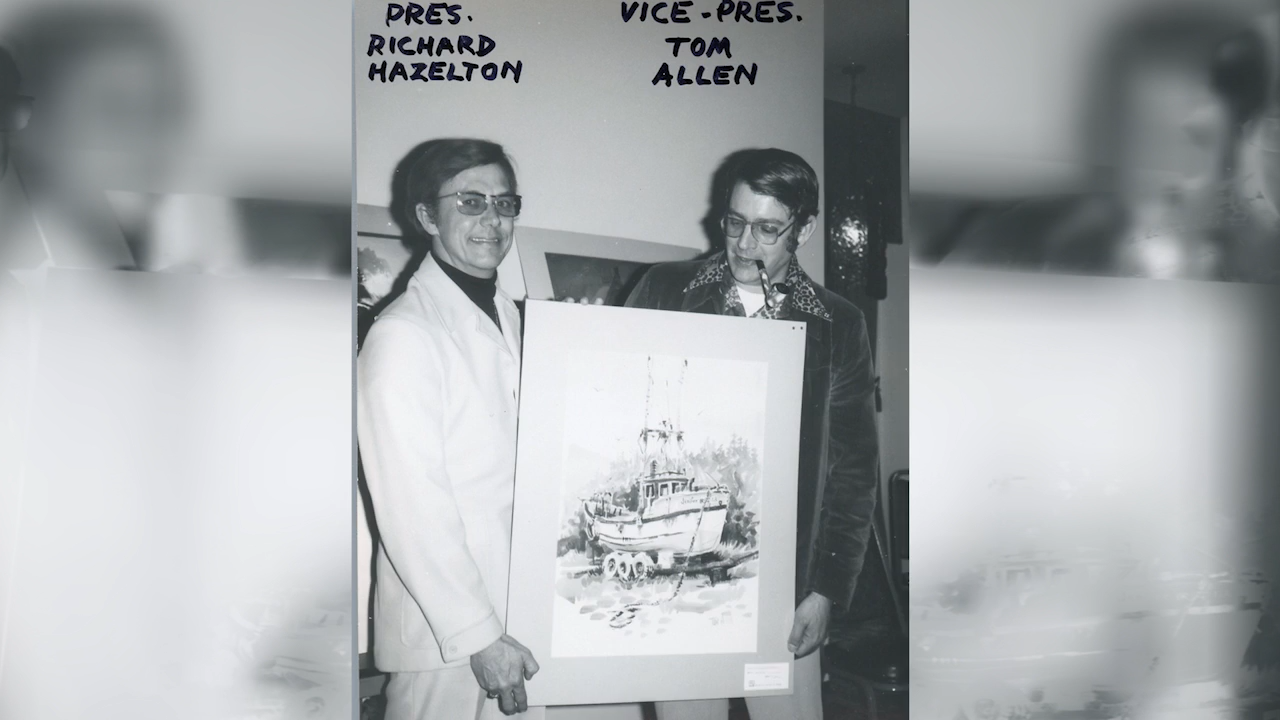 PRES.
RICHARD
HAZELTON
VICE-PRES.
TOM
ALLEN